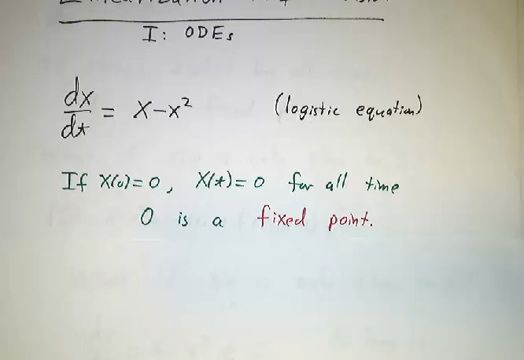 I: ODEs
dx/dt = x-x² (logistic equation)
If x(0)=0, x(t)=0 for all time
0 is a fixed point.